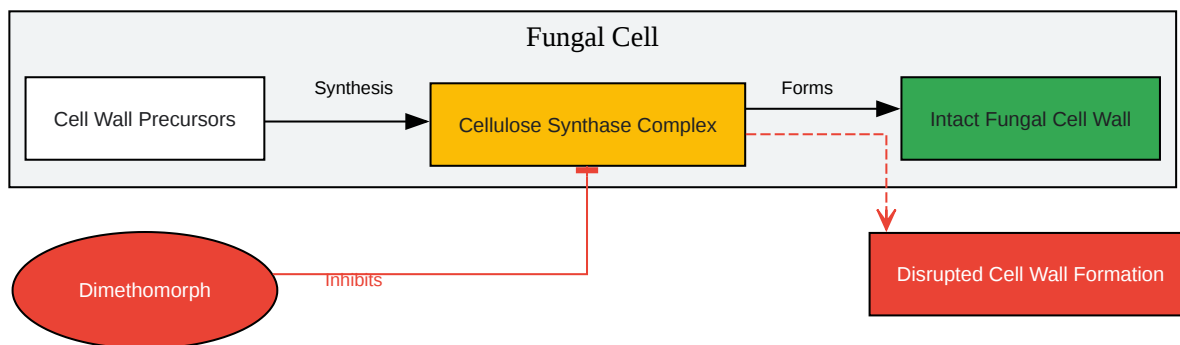 Fungal Cell
Cell Wall Precursors
Synthesis
Cellulose Synthase Complex
Forms
Intact Fungal Cell Wall
Dimethomorph
Inhibits
Disrupted Cell Wall Formation